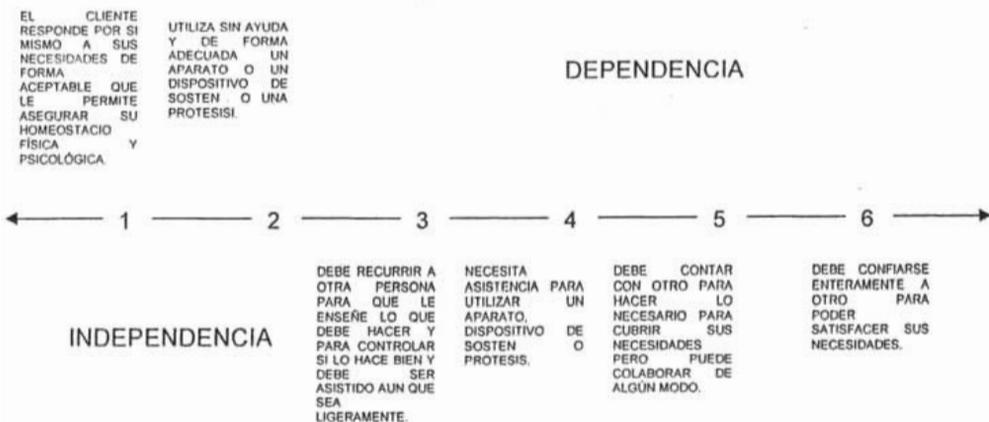 EL CLIENTE
RESPONDE POR SI
MISMO A SUS
NECESIDADES DE
FORMA
ACEPTABLE QUE
LE PERMITE
ASEGURAR SU
HOMEOSTACIO
FÍSICA Y
PSICOLÓGICA
UTILIZA SIN AYUDA
Y DE FORMA
ADECUADA UN
APARATO O UN
DISPOSITIVO DE
SOSTEN O UNA
PROTESISI.
DEPENDENCIA
1 2 3 4 5 6
INDEPENDENCIA
DEBE RECURRIR A
OTRA PERSONA
PARA QUE LE
ENSEÑE LO QUE
DEBE HACER Y
PARA CONTROLAR
SI LO HACE BIEN Y
DEBE SER
ASISTIDO AUN QUE
SEA
LIGERAMENTE.
NECESITA
ASISTENCIA PARA
UTILIZAR UN
APARATO,
DISPOSITIVO DE
SOSTEN O
PROTESIS.
DEBE CONTAR
CON OTRO PARA
HACER LO
NECESARIO PARA
CUBRIR SUS
NECESIDADES
PERO PUEDE
COLABORAR DE
ALGÚN MODO.
DEBE CONFIARSE
ENTERAMENTE A
OTRO PARA
PODER
SATISFACER SUS
NECESIDADES.